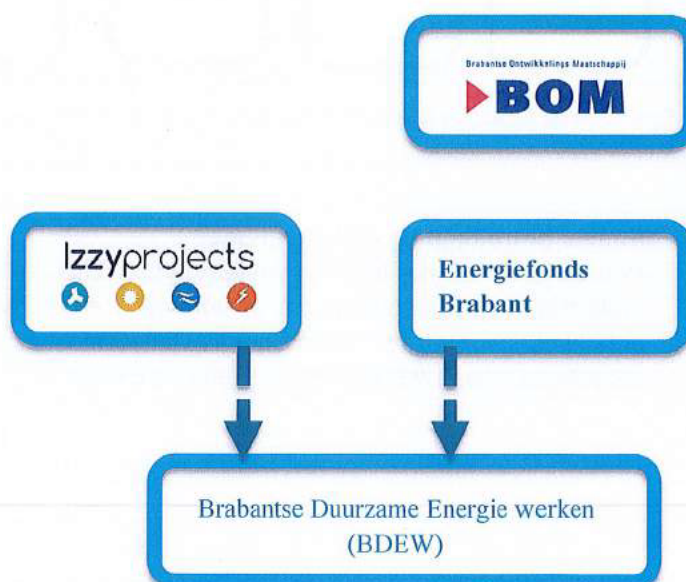 Brabantse Ontwikkelings Maatschappij
BOM
Izzyprojects
Energiefonds
Brabant
Brabantse Duurzame Energie werken
(BDEW)